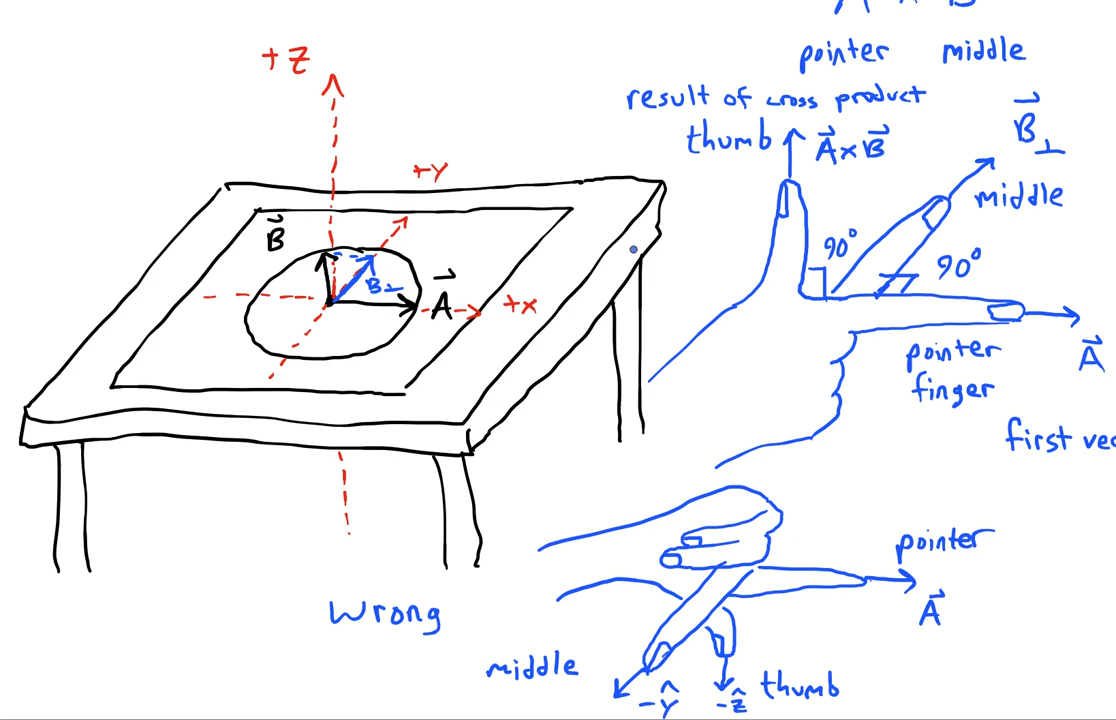 A × B
pointer middle
result of cross product
thumb A⃗×B⃗
B⃗⊥
middle
90°
90°
A⃗
pointer
finger
first vec
+Z
+Y
B⃗
B⊥
A⃗
+X
Wrong
pointer
A⃗
middle
-ŷ
-ẑ
thumb